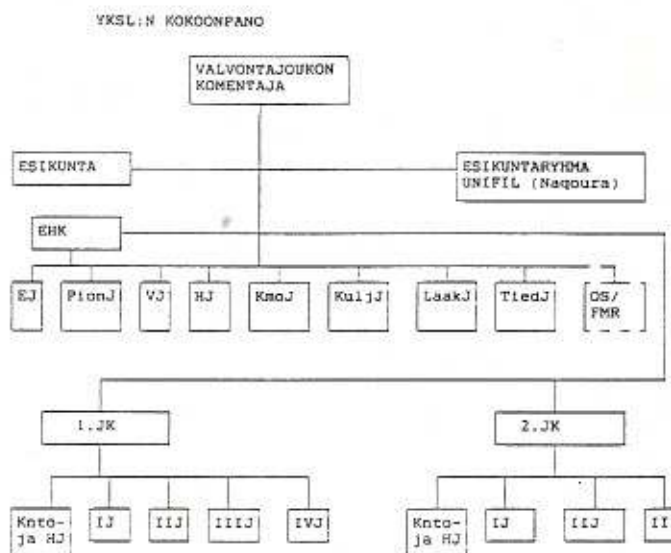 YKSL:N KOKOONPANO
VALVONTAJOUKON
KOMENTAJA
ESIKUNTA
ESIKUNTARYHMA
UNIFIL (Naqoura)
EHK
EJ
PionJ
VJ
HJ
KmoJ
KuljJ
LaakJ
TiedJ
OS/
FMR
1.JK
2.JK
Knto-
ja HJ
IJ
IIJ
IIIJ
IVJ
Knto-
ja HJ
IJ
IIJ
II